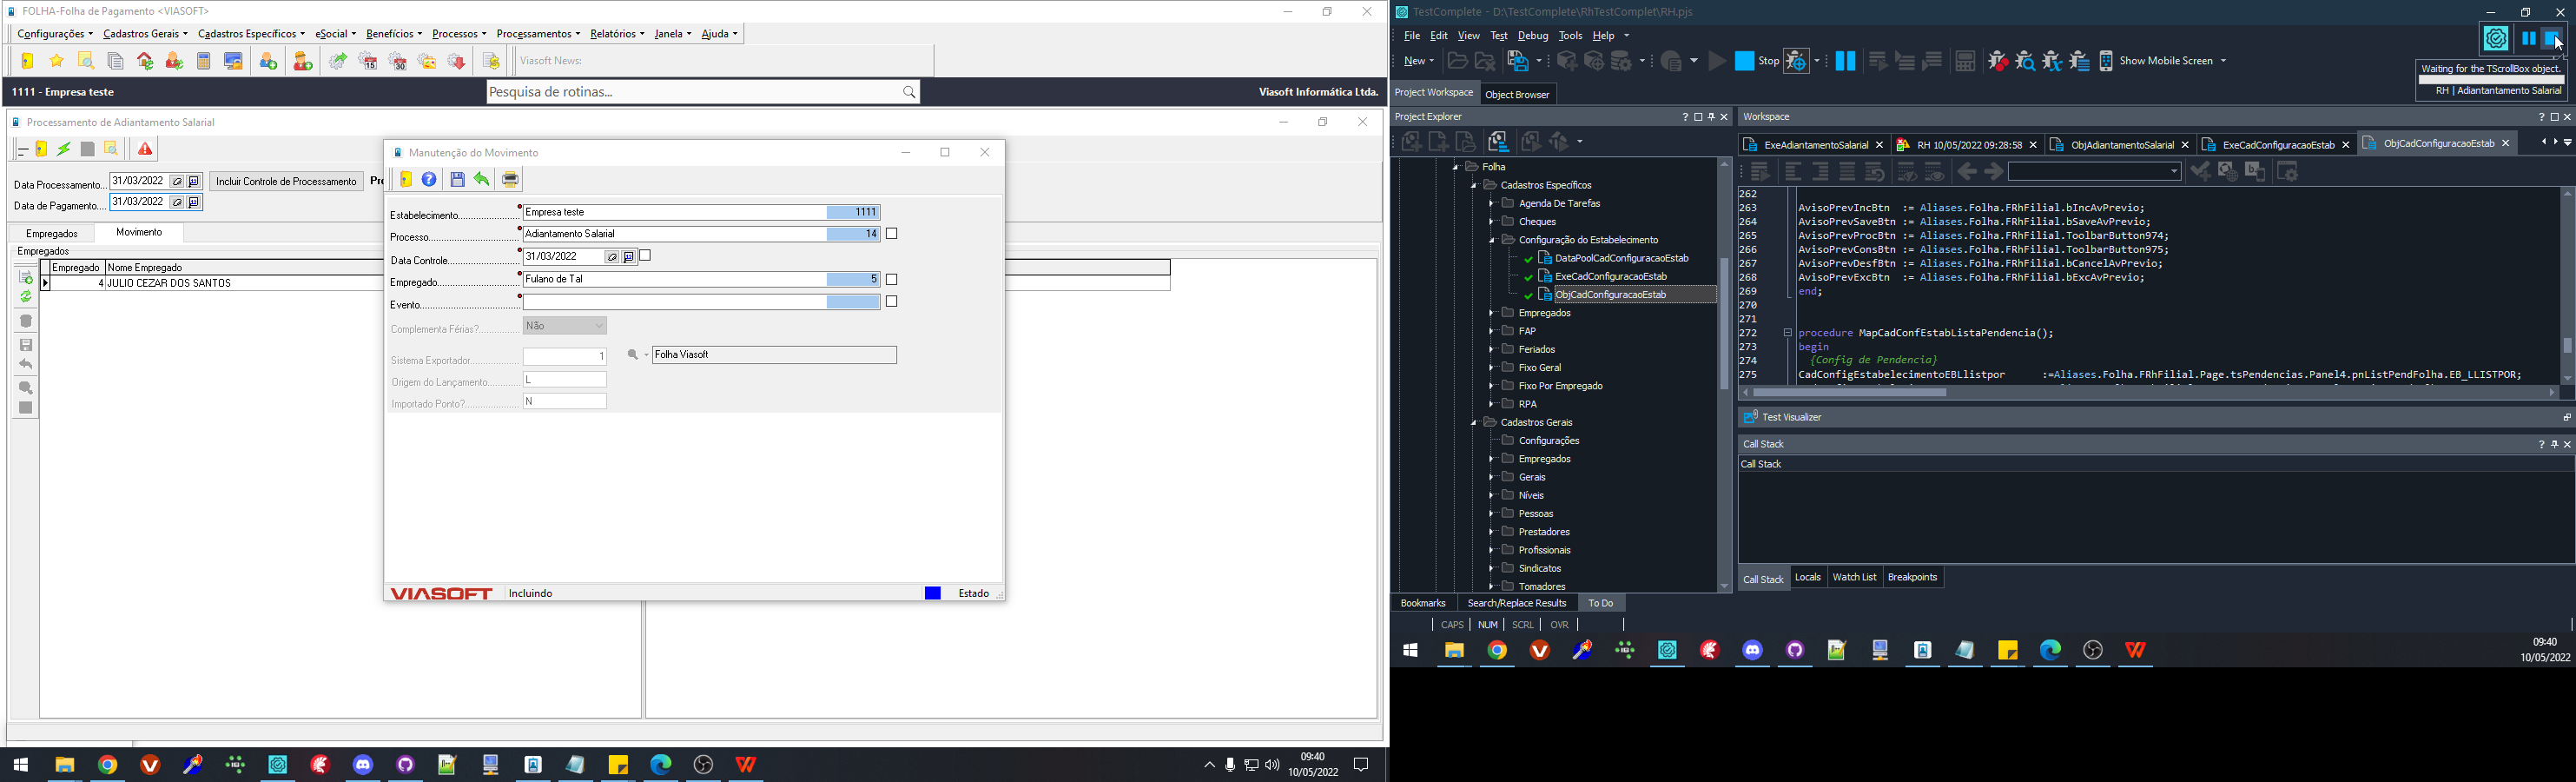 FOLHA-Folha de Pagamento <VIASOFT>
Configurações Cadastros Gerais Cadastros Específicos eSocial Benefícios Processos Processamentos Relatórios Janela Ajuda
Viasoft News:
1111 - Empresa teste
Pesquisa de rotinas...
Viasoft Informática Ltda.
Processamento de Adiantamento Salarial
Data Processamento... 31/03/2022
Incluir Controle de Processamento
Data de Pagamento.... 31/03/2022
Empregados Movimento
Empregados
Empregado Nome Empregado
4 JULIO CEZAR DOS SANTOS
Manutenção do Movimento
Estabelecimento Empresa teste 1111
Processo Adiantamento Salarial 14
Data Controle 31/03/2022
Empregado Fulano de Tal 5
Evento
Complementa Férias? Não
Sistema Exportador 1 Folha Viasoft
Origem do Lançamento L
Importado Ponto? N
VIASOFT Incluindo Estado
09:40
10/05/2022
TestComplete - D:\TestComplete\RhTestComplet\RH.pjs
File Edit View Test Debug Tools Help
New Stop Show Mobile Screen
Waiting for the TScrollBox object.
RH | Adiantantamento Salarial
Project Workspace Object Browser
Project Explorer
Folha
Cadastros Específicos
Agenda De Tarefas
Cheques
Configuração do Estabelecimento
DataPoolCadConfiguracaoEstab
ExeCadConfiguracaoEstab
ObjCadConfiguracaoEstab
Empregados
FAP
Feriados
Fixo Geral
Fixo Por Empregado
RPA
Cadastros Gerais
Configurações
Empregados
Gerais
Níveis
Pessoas
Prestadores
Profissionais
Sindicatos
Tomadores
Bookmarks Search/Replace Results To Do
CAPS NUM SCRL OVR
Workspace
ExeAdiantamentoSalarial RH 10/05/2022 09:28:58 ObjAdiantamentoSalarial ExeCadConfiguracaoEstab ObjCadConfiguracaoEstab
262
263 AvisoPrevIncBtn := Aliases.Folha.FRhFilial.bIncAvPrevio;
264 AvisoPrevSaveBtn := Aliases.Folha.FRhFilial.bSaveAvPrevio;
265 AvisoPrevProcBtn := Aliases.Folha.FRhFilial.ToolbarButton974;
266 AvisoPrevConsBtn := Aliases.Folha.FRhFilial.ToolbarButton975;
267 AvisoPrevDesfBtn := Aliases.Folha.FRhFilial.bCancelAvPrevio;
268 AvisoPrevExcBtn := Aliases.Folha.FRhFilial.bExcAvPrevio;
269 end;
270
271
272 procedure MapCadConfEstabListaPendencia();
273 begin
274 {Config de Pendencia}
275 CadConfigEstabelecimentoEBLlistpor :=Aliases.Folha.FRhFilial.Page.tsPendencias.Panel4.pnListPendFolha.EB_LLISTPOR;
Test Visualizer
Call Stack
Call Stack
Call Stack Locals Watch List Breakpoints
09:40
10/05/2022